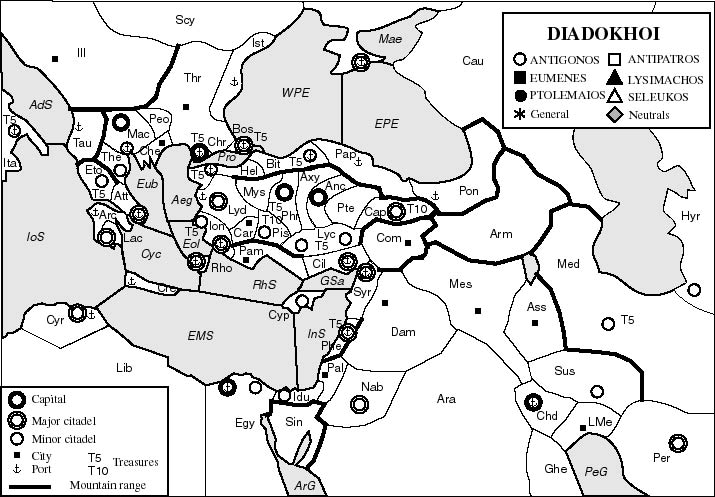 DIADOKHOI
ANTIGONOS
ANTIPATROS
EUMENES
LYSIMACHOS
PTOLEMAIOS
SELEUKOS
General
Neutrals
Scy
Ill
Ist
Mae
Thr
WPE
Cau
AdS
T5
Peo
Mac
Che
Bos
T5
T5
Chr
EPE
Tau
Ita
The
Pro
Bit
T5
Pap
Hel
T5
Eto
T5
Att
Eub
Aeg
Mys
Axy
Anc
Pon
Hyr
Arc
Lac
Lyd
T5
Phr
Pte
Cap
T10
IoS
T5
Ion
Eol
Car
T10
Pis
Lyc
T5
Com
Arm
Cyc
Rho
Pam
Cil
Med
Cre
RhS
GSa
Syr
Mes
Ass
Cyr
EMS
Cyp
InS
T5
Phe
Dam
T5
Lib
Pal
Nab
Ara
Sus
Idu
Egy
Sin
Chd
LMe
Per
Ghe
PeG
ArG
Capital
Major citadel
Minor citadel
City
T5
Treasures
Port
T10
Mountain range